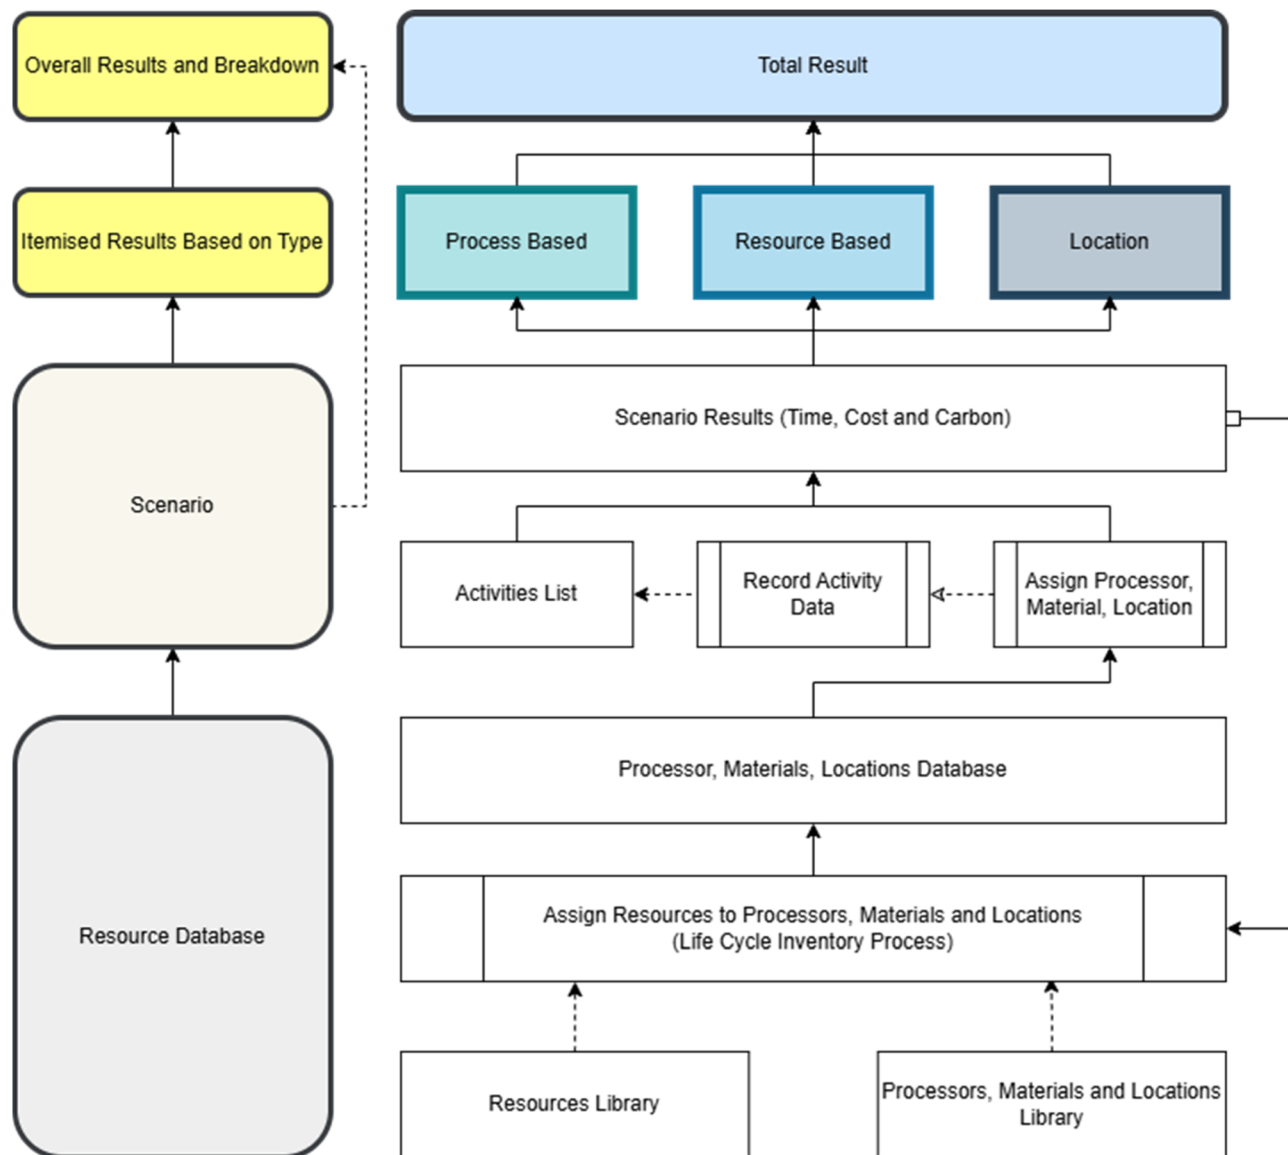 Overall Results and Breakdown
Total Result
Itemised Results Based on Type
Process Based
Resource Based
Location
Scenario Results (Time, Cost and Carbon)
Scenario
Activities List
Record Activity
Data
Assign Processor,
Material, Location
Processor, Materials, Locations Database
Resource Database
Assign Resources to Processors, Materials and Locations
(Life Cycle Inventory Process)
Resources Library
Processors, Materials and Locations
Library